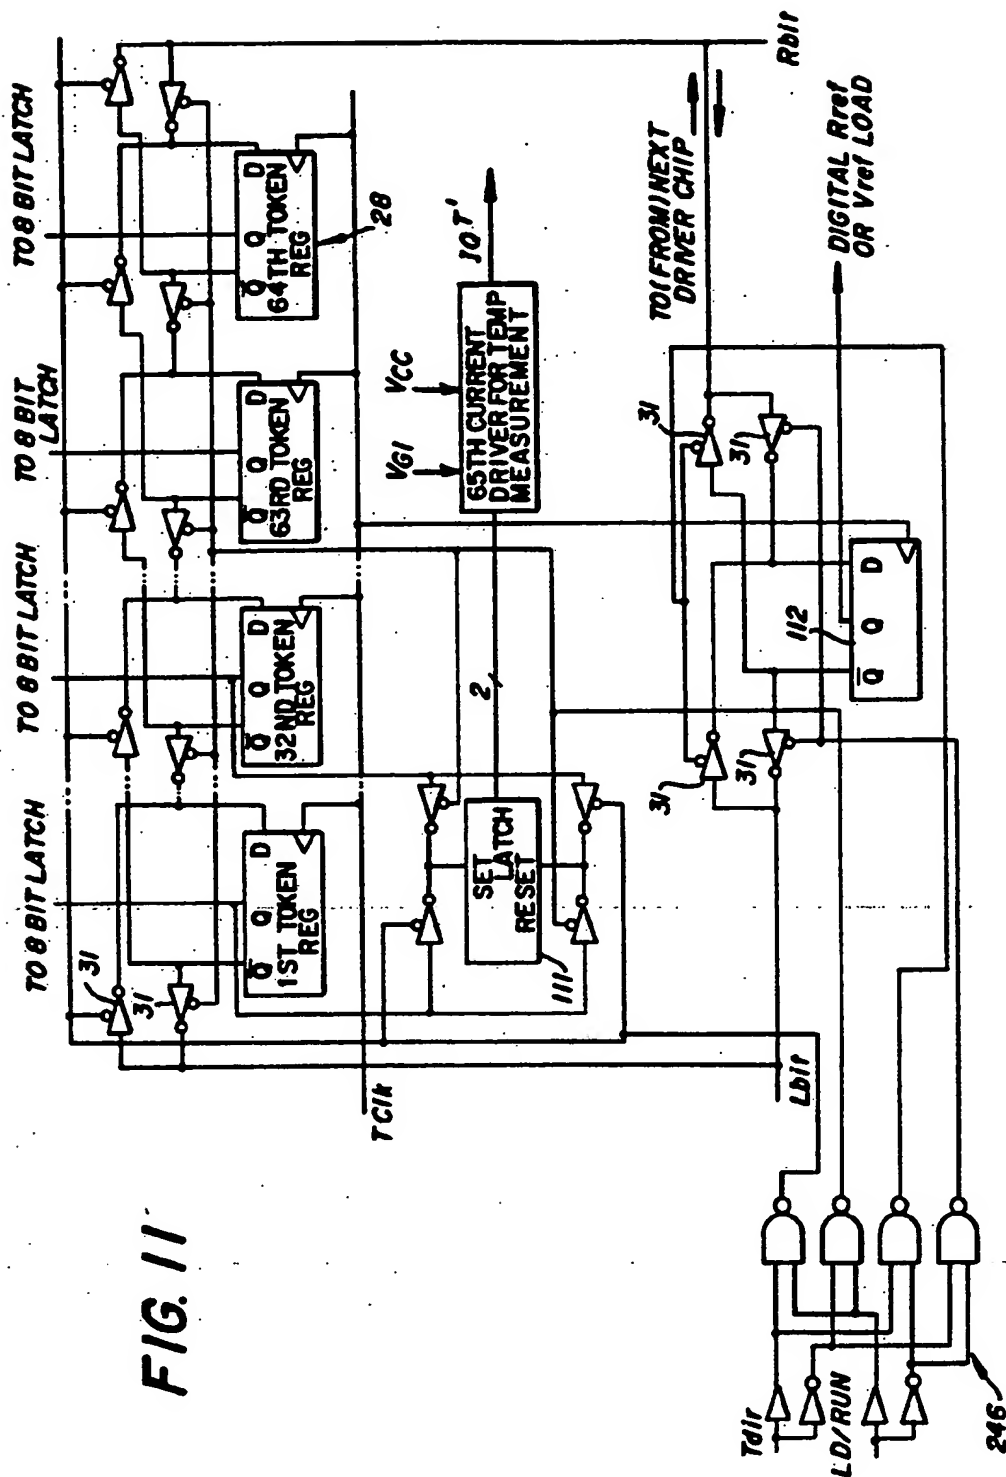 FIG. 11
TO 8 BIT LATCH
TO 8 BIT LATCH
TO 8 BIT
LATCH
TO 8 BIT LATCH
31
31
Q̅ Q D
1ST TOKEN
REG
Q̅ Q D
32ND TOKEN
REG
Q̅ Q D
63RD TOKEN
REG
Q̅ Q D
64TH TOKEN
REG
28
TClk
SET
LATCH
RESET
111
2
VGI
VCC
65TH CURRENT
DRIVER FOR TEMP
MEASUREMENT
IO T'
Lbit
Rbit
TO(FROM)NEXT
DRIVER CHIP
31
31
31
31
Q̅ Q D
112
DIGITAL Rref
OR Vref LOAD
Tdir
LD/RUN
246